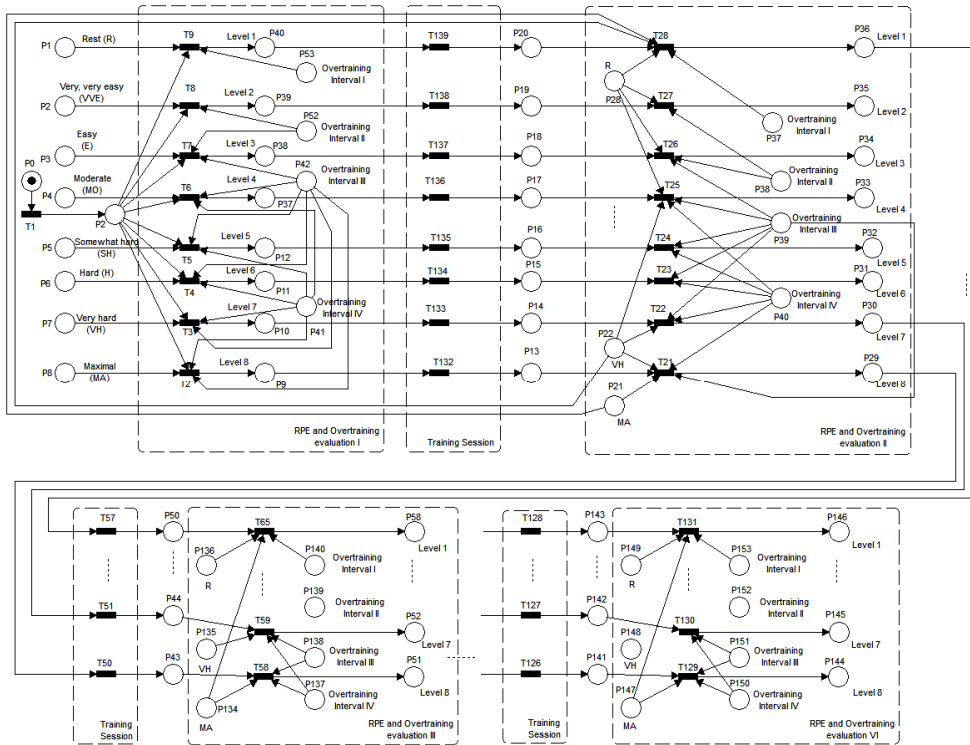 P1 Rest (R) T9 Level 1 P40 T139 P20 T28 P36 Level 1
P53
Overtraining
Interval I
R
P28
Very, very easy
P2 (VVE) T8 Level 2 P39 T138 P19 T27 P35 Level 2
P52
Overtraining
Interval II
Overtraining
Interval I
P37
Easy
P3 (E) T7 Level 3 P38 T137 P18 T26 P34 Level 3
P42
Overtraining
Interval III
P38
Overtraining
Interval II
P0
T1
P2
Moderate
P4 (MO) T6 Level 4 P37 T136 P17 T25 P33 Level 4
Overtraining
Interval III
P39
P5 Somewhat hard
(SH) T5 Level 5 P12 T135 P16 T24 P32 Level 5
P6 Hard (H) T4 Level 6 P11 T134 P15 T23 P31 Level 6
Overtraining
Interval IV
P41
Overtraining
Interval IV
P40
P7 Very hard
(VH) T3 Level 7 P10 T133 P14 T22 P30 Level 7
P22
VH
P8 Maximal
(MA) T2 Level 8 P9 T132 P13 T21 P29 Level 8
P21
MA
RPE and Overtraining
evaluation I
Training Session
RPE and Overtraining
evaluation II
T57 P50 T65 P58 Level 1
P136
R
P140
Overtraining
Interval I
P139
Overtraining
Interval II
T51 P44 T59 P52 Level 7
P135
VH
P138
Overtraining
Interval III
T50 P43 T58 P51 Level 8
P137
Overtraining
Interval IV
P134
MA
Training
Session
RPE and Overtraining
evaluation III
T128 P143 T131 P146 Level 1
P149
R
P153
Overtraining
Interval I
P152
Overtraining
Interval II
T127 P142 T130 P145 Level 7
P148
VH
P151
Overtraining
Interval III
T126 P141 T129 P144 Level 8
P147
MA
P150
Overtraining
Interval IV
Training
Session
RPE and Overtraining
evaluation VI